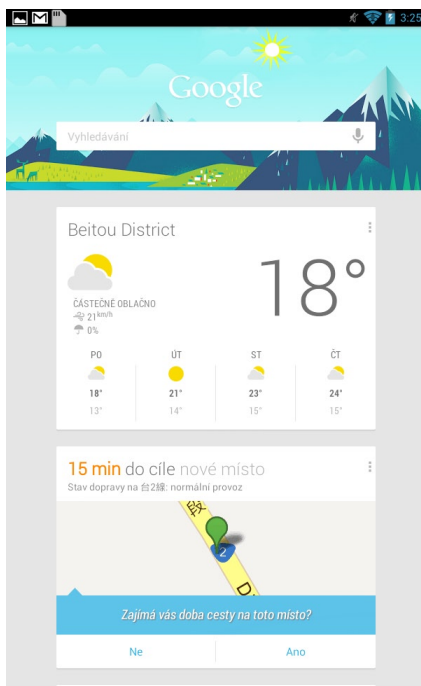 3:25
Google
Vyhledávání
Beitou District
18°
ČÁSTEČNĚ OBLAČNO
21 km/h
0%
PO ÚT ST ČT
18° 21° 23° 24°
13° 14° 15° 15°
15 min do cíle nové místo
Stav dopravy na 台2線: normální provoz
段
2
D
Zajímá vás doba cesty na toto místo?
Ne Ano